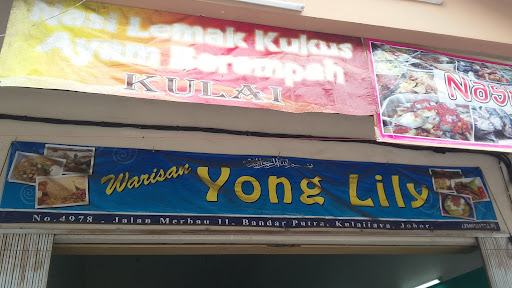 Nasi Lemak Kukus
Ayam Berempah
KULAI
Nasi
Warisan Yong Lily
No.4978 - Jalan Merbau 11, Bandar Putra, Kulaijaya, Johor.